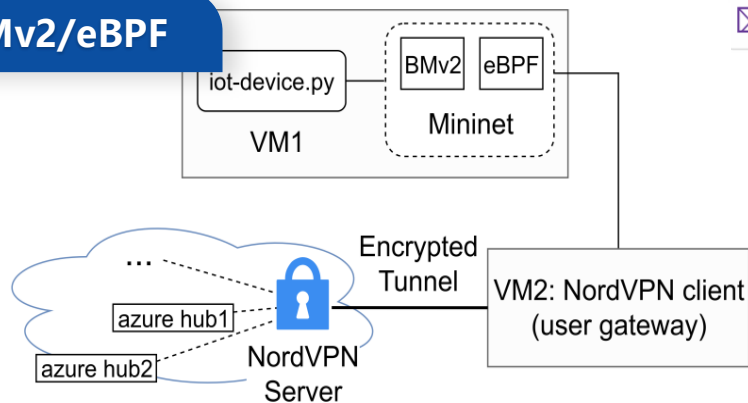 Mv2/eBPF
iot-device.py
BMv2
eBPF
Mininet
VM1
Encrypted
Tunnel
VM2: NordVPN client
(user gateway)
...
azure hub1
azure hub2
NordVPN
Server